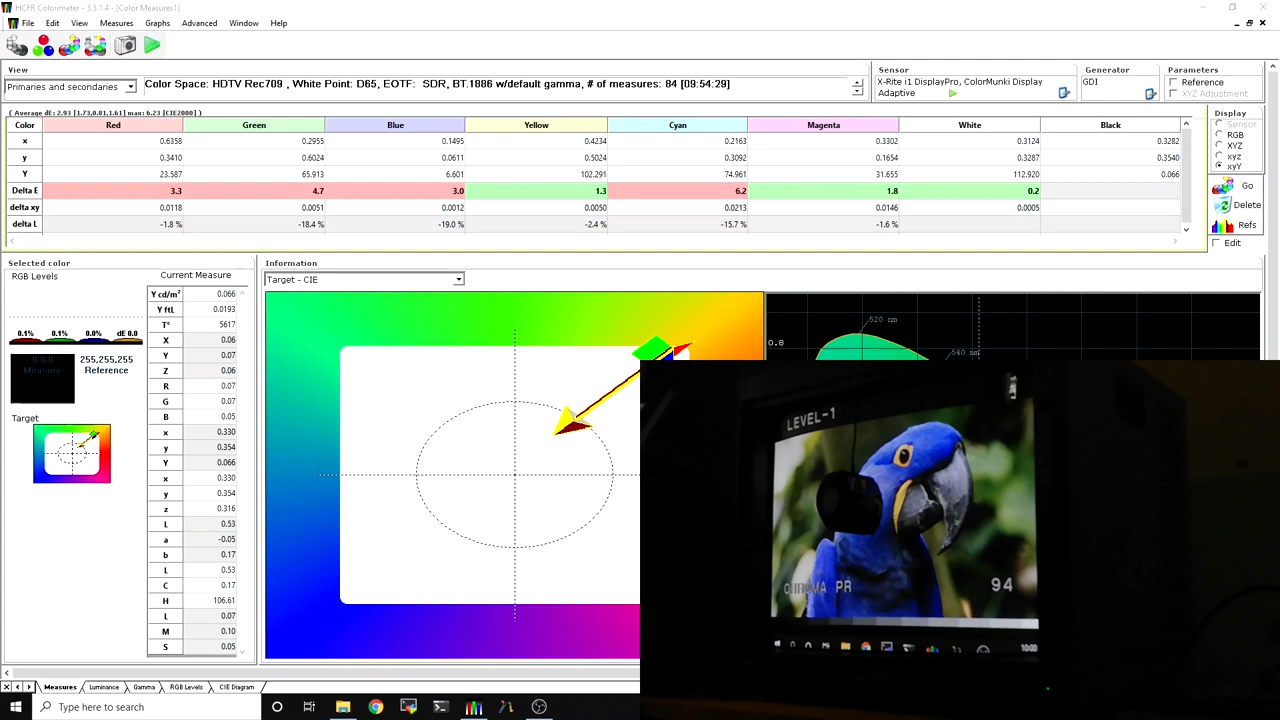 HCFR Colorimeter - 3.5.1.4 - [Color Measures1]
File Edit View Measures Graphs Advanced Window Help
View
Primaries and secondaries
Color Space: HDTV Rec709 , White Point: D65, EOTF: SDR, BT.1886 w/default gamma, # of measures: 84 [09:54:29]
Sensor
X-Rite i1 DisplayPro, ColorMunki Display
Adaptive
Generator
GDI
Parameters
Reference
XYZ Adjustment
( Average dE: 2.93 [1.73,0.81,1.61] max: 6.23 [CIE2000] )
Color Red Green Blue Yellow Cyan Magenta White Black
x 0.6358 0.2955 0.1495 0.4234 0.2163 0.3302 0.3124 0.3282
y 0.3410 0.6024 0.0611 0.5024 0.3092 0.1654 0.3287 0.3540
Y 23.587 65.913 6.601 102.291 74.961 31.655 112.920 0.066
Delta E 3.3 4.7 3.0 1.3 6.2 1.8 0.2
delta xy 0.0118 0.0051 0.0012 0.0050 0.0213 0.0146 0.0005
delta L -1.8 % -18.4 % -19.0 % -2.4 % -15.7 % -1.6 %
Display
Sensor
RGB
XYZ
xyz
xyY
Go
Delete
Refs
Edit
Selected color
RGB Levels
0.1% 0.1% 0.0% dE 0.0
0.0.0
Measure
255,255,255
Reference
Target
Current Measure
Y cd/m² 0.066
Y ftL 0.0193
T° 5617
X 0.06
Y 0.07
Z 0.06
R 0.07
G 0.07
B 0.05
x 0.330
y 0.354
Y 0.066
x 0.330
y 0.354
z 0.316
L 0.53
a -0.05
b 0.17
L 0.53
C 0.17
H 106.61
L 0.07
M 0.10
S 0.05
Information
Target - CIE
520 nm
540 nm
0.8
LEVEL-1
CHROMA PR 94
10:00
Measures Luminance Gamma RGB Levels CIE Diagram
Type here to search